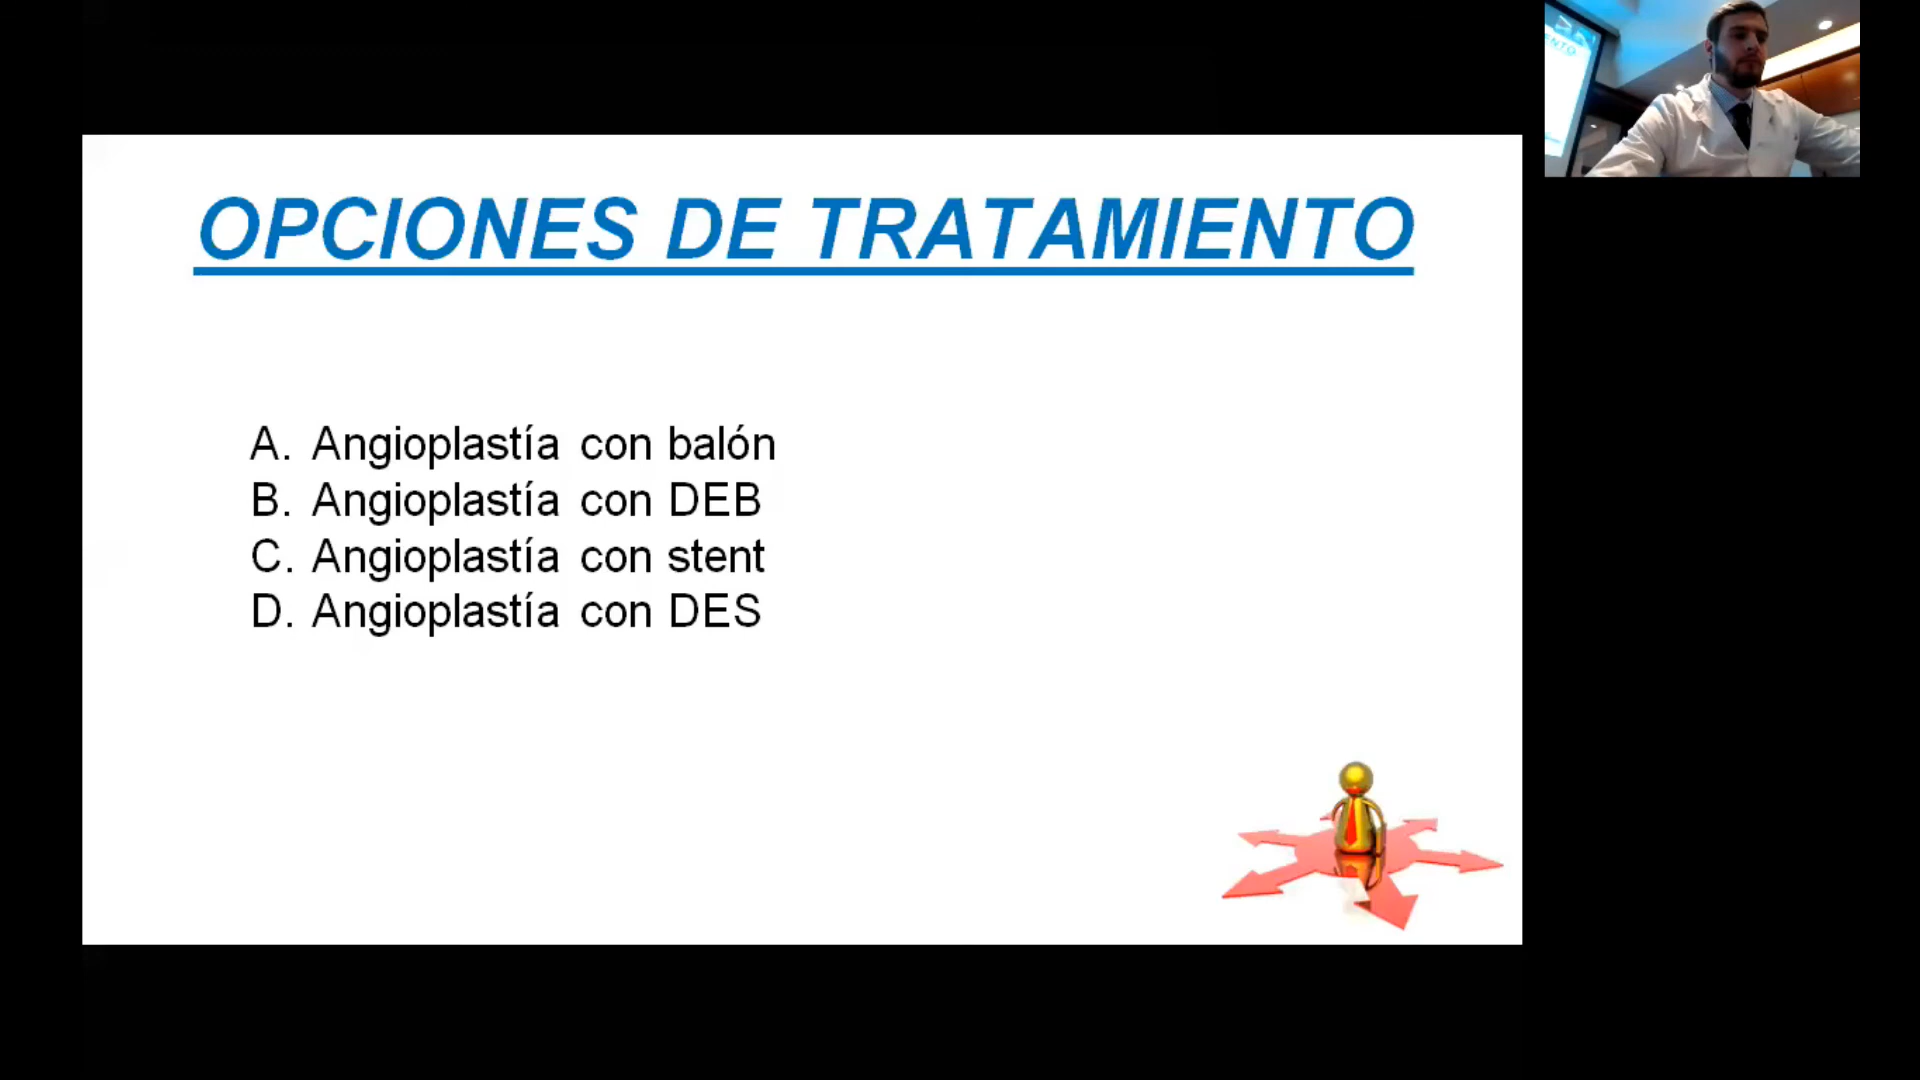 OPCIONES DE TRATAMIENTO
A. Angioplastía con balón
B. Angioplastía con DEB
C. Angioplastía con stent
D. Angioplastía con DES